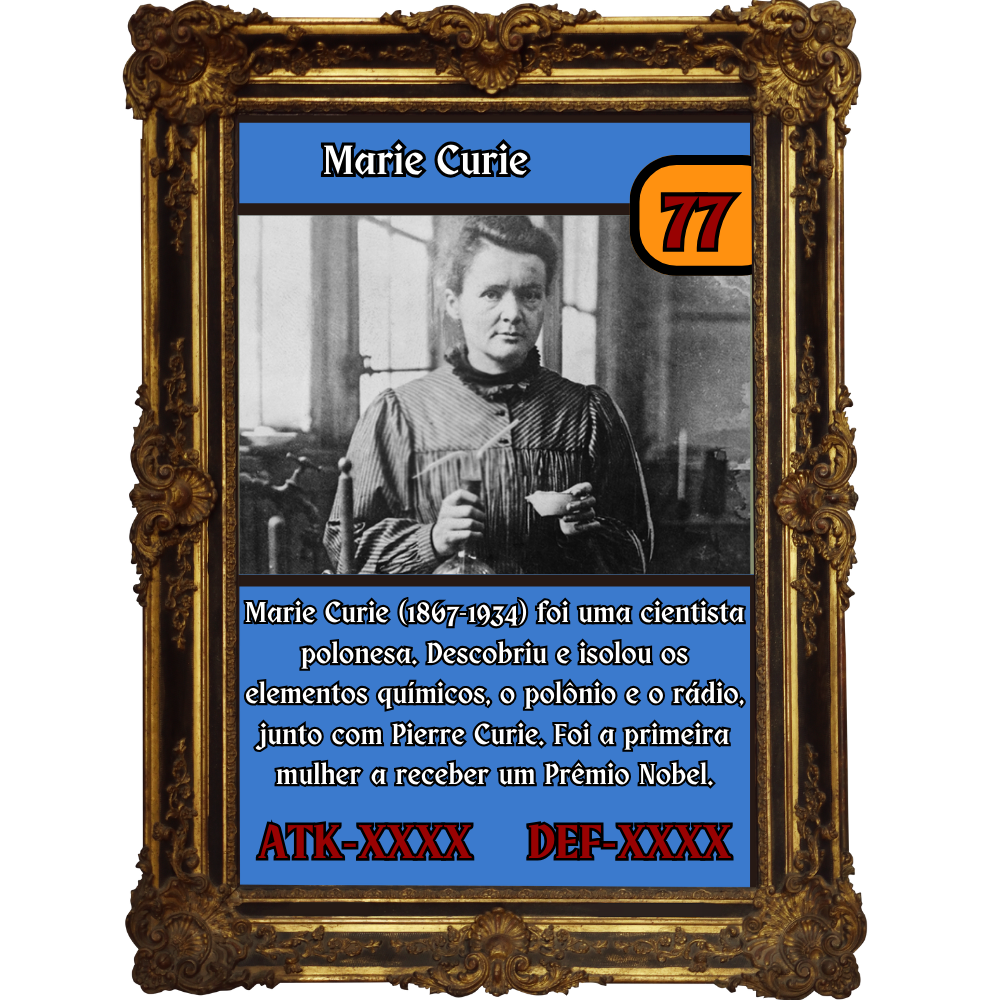 Marie Curie
77
Marie Curie (1867-1934) foi uma cientista
polonesa. Descobriu e isolou os
elementos químicos, o polônio e o rádio,
junto com Pierre Curie. Foi a primeira
mulher a receber um Prêmio Nobel.
ATK-XXXX DEF-XXXX